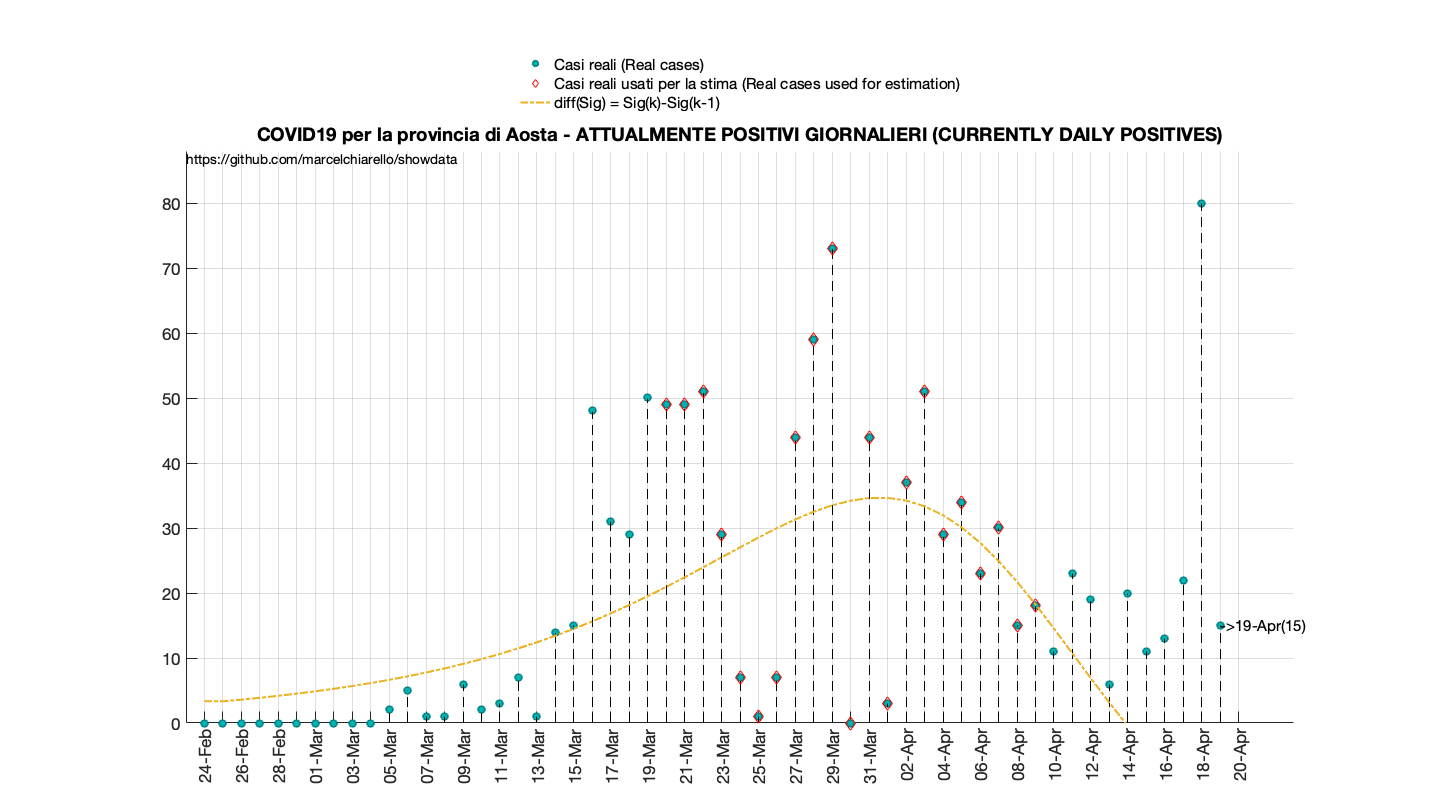 Casi reali (Real cases)
Casi reali usati per la stima (Real cases used for estimation)
diff(Sig) = Sig(k)-Sig(k-1)
COVID19 per la provincia di Aosta - ATTUALMENTE POSITIVI GIORNALIERI (CURRENTLY DAILY POSITIVES)
https://github.com/marcelchiarello/showdata
80
70
60
50
40
30
20
10
0
->19-Apr(15)
24-Feb
26-Feb
28-Feb
01-Mar
03-Mar
05-Mar
07-Mar
09-Mar
11-Mar
13-Mar
15-Mar
17-Mar
19-Mar
21-Mar
23-Mar
25-Mar
27-Mar
29-Mar
31-Mar
02-Apr
04-Apr
06-Apr
08-Apr
10-Apr
12-Apr
14-Apr
16-Apr
18-Apr
20-Apr